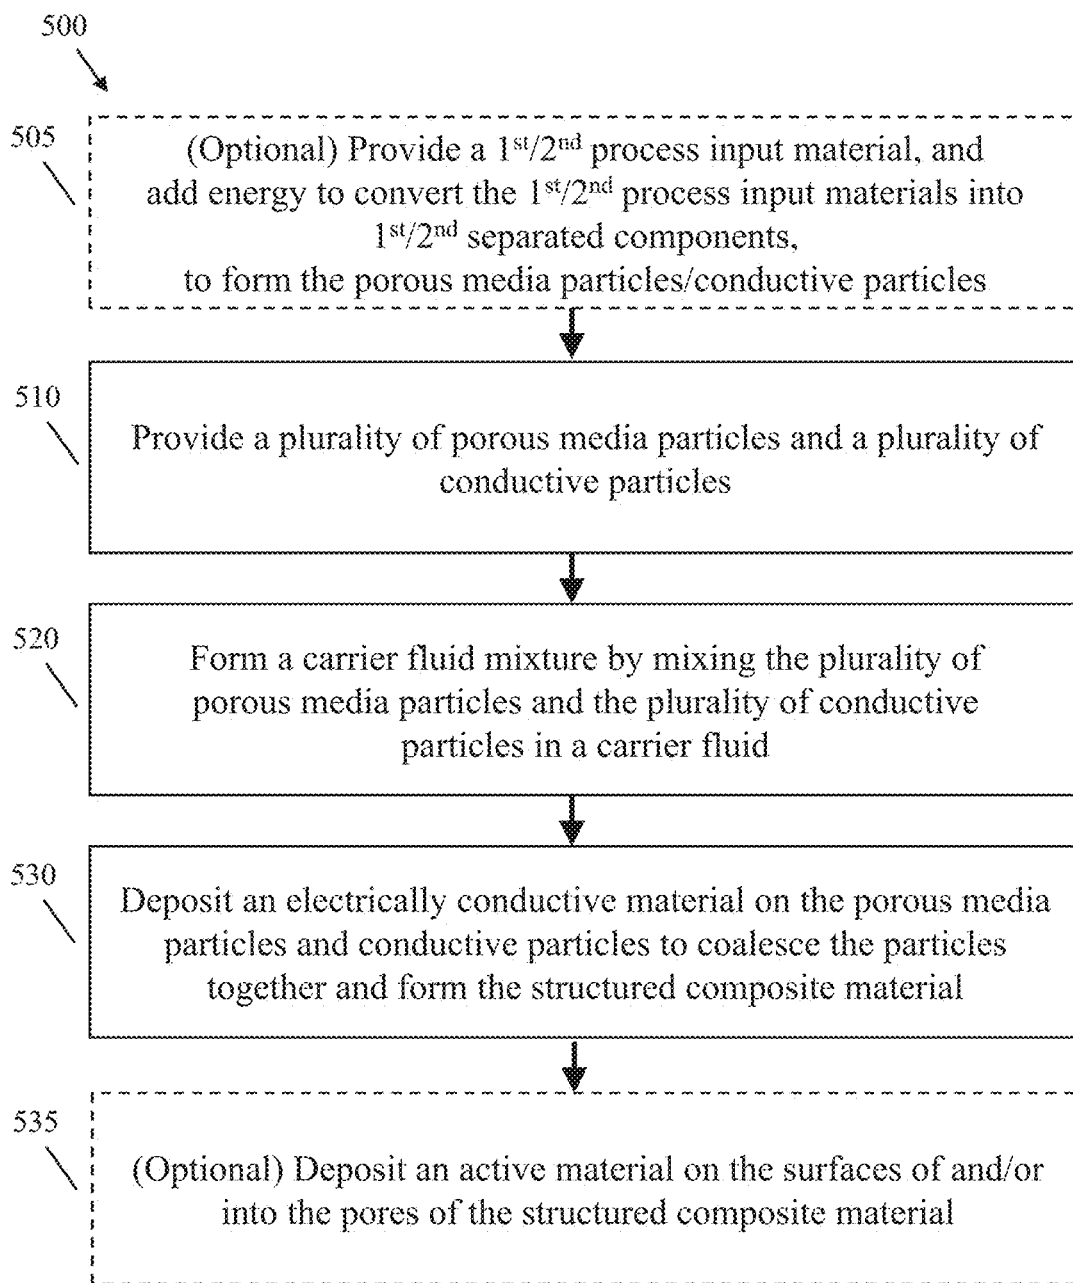 500
505
(Optional) Provide a 1st/2nd process input material, and
add energy to convert the 1st/2nd process input materials into
1st/2nd separated components,
to form the porous media particles/conductive particles
510
Provide a plurality of porous media particles and a plurality of
conductive particles
520
Form a carrier fluid mixture by mixing the plurality of
porous media particles and the plurality of conductive
particles in a carrier fluid
530
Deposit an electrically conductive material on the porous media
particles and conductive particles to coalesce the particles
together and form the structured composite material
535
(Optional) Deposit an active material on the surfaces of and/or
into the pores of the structured composite material